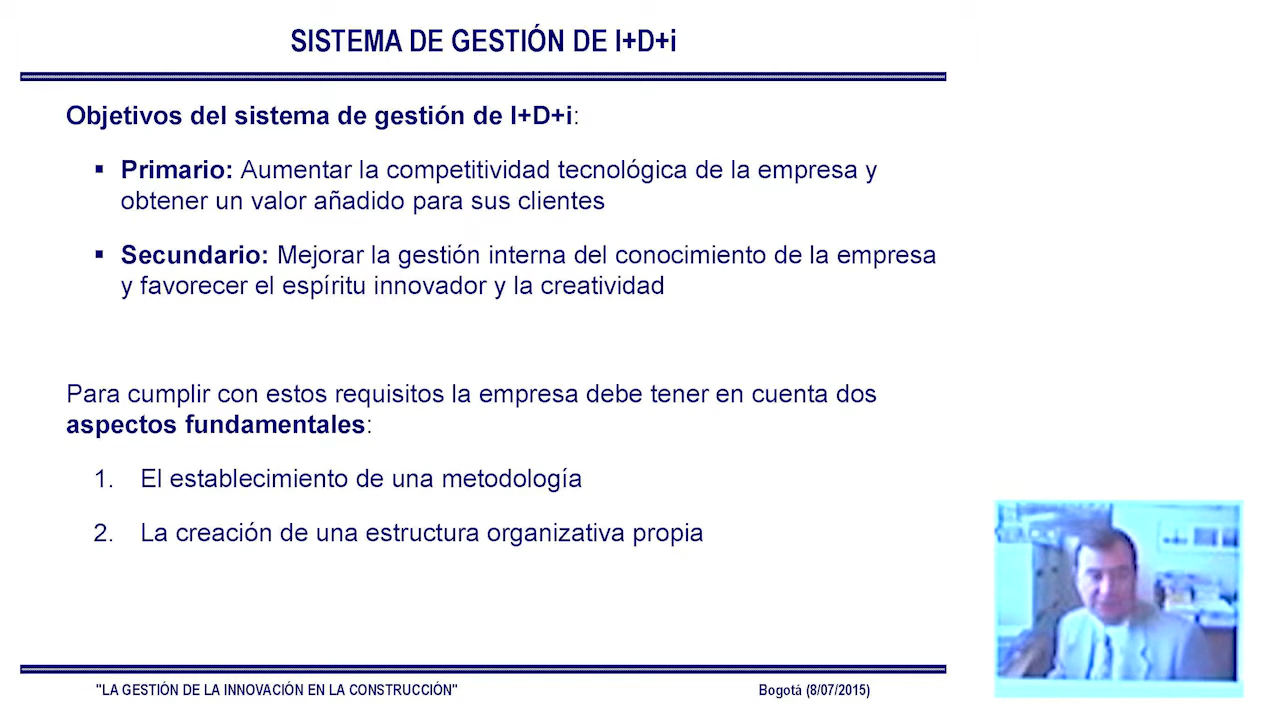 SISTEMA DE GESTIÓN DE I+D+i
Objetivos del sistema de gestión de I+D+i:
▪ Primario: Aumentar la competitividad tecnológica de la empresa y
obtener un valor añadido para sus clientes
▪ Secundario: Mejorar la gestión interna del conocimiento de la empresa
y favorecer el espíritu innovador y la creatividad
Para cumplir con estos requisitos la empresa debe tener en cuenta dos
aspectos fundamentales:
1. El establecimiento de una metodología
2. La creación de una estructura organizativa propia
"LA GESTIÓN DE LA INNOVACIÓN EN LA CONSTRUCCIÓN" Bogotá (8/07/2015)